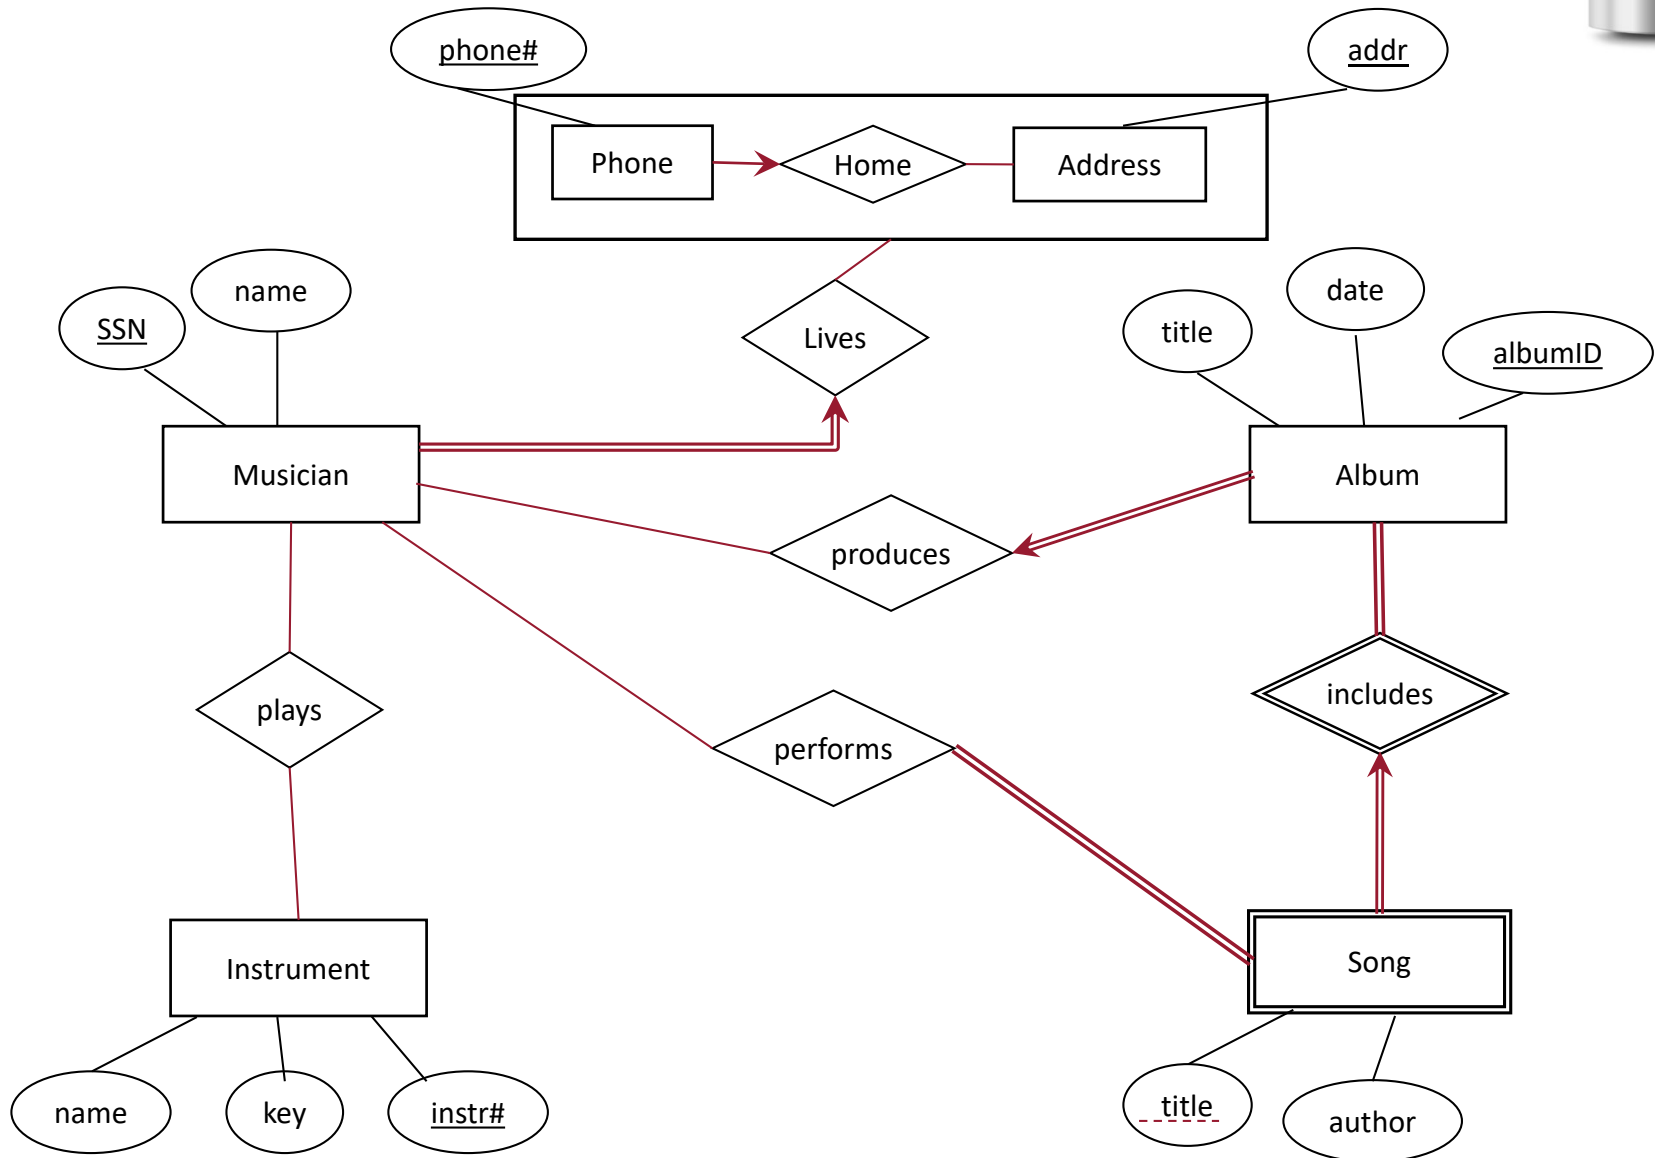 phone#
addr
Phone
Home
Address
name
SSN
Lives
title
date
albumID
Musician
Album
produces
includes
plays
performs
Instrument
Song
name
key
instr#
title
author